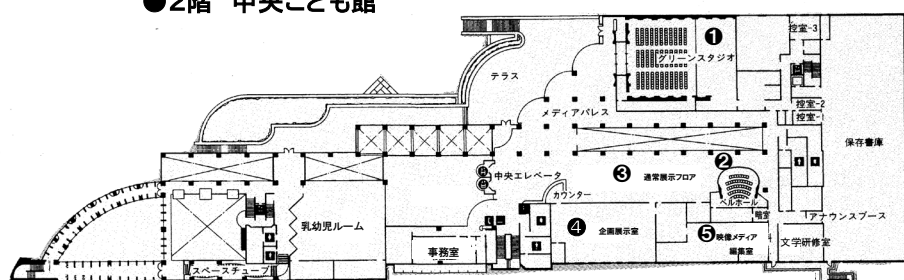 ●2階 中央こども館
控室-3
❶
グリーンスタジオ
テラス
控室-2
メディアパレス
控室-1
保存書庫
❷
中央エレベータ
❸
通常展示フロア
カウンター
ベルホール
暗室
アナウンスブース
乳幼児ルーム
❹
企画展示室
❺
映像メディア
編集室
文学研修室
事務室
スペースチューブ